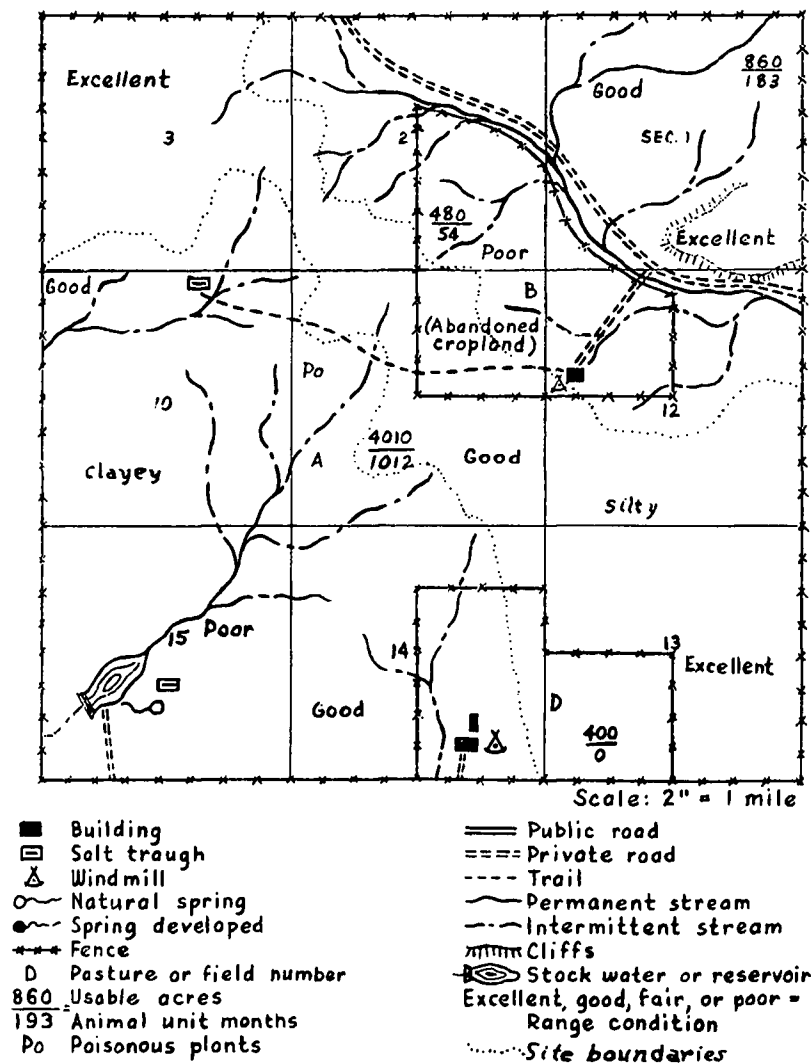 Excellent
860
183
Good
3
2
SEC. 1
480
54
Poor
Excellent
Good
B
(Abandoned
cropland)
Po
10
12
4010
1012
Good
Clayey
A
Silty
15
Poor
14
13
Excellent
Good
D
400
0
Scale: 2" = 1 mile
Building
Salt trough
Windmill
Natural spring
Spring developed
Fence
D Pasture or field number
860 = Usable acres
193 Animal unit months
Po Poisonous plants
Public road
Private road
Trail
Permanent stream
Intermittent stream
Cliffs
Stock water or reservoir
Excellent, good, fair, or poor =
Range condition
Site boundaries